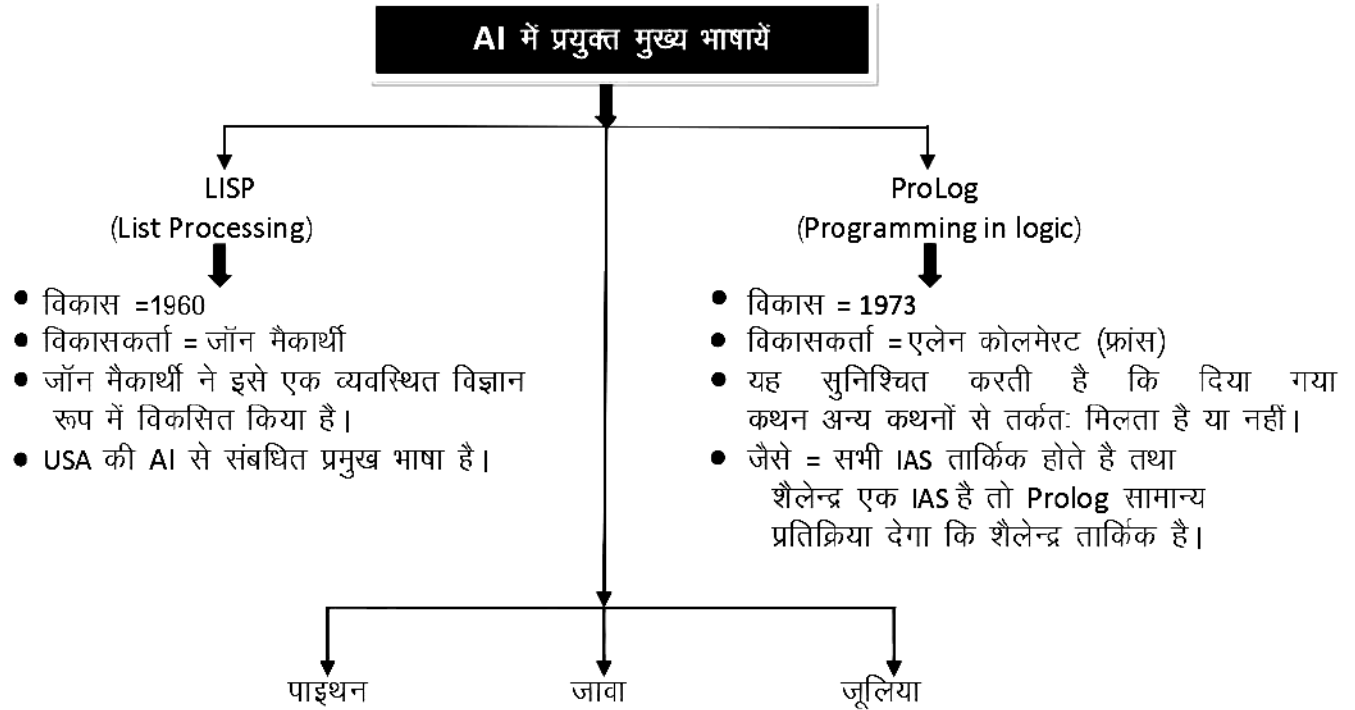 AI में प्रयुक्त मुख्य भाषायें
LISP
(List Processing)
• विकास =1960
• विकासकर्ता = जॉन मैकार्थी
• जॉन मैकार्थी ने इसे एक व्यवस्थित विज्ञान
रूप में विकसित किया है।
• USA की AI से संबधित प्रमुख भाषा है।
ProLog
(Programming in logic)
• विकास = 1973
• विकासकर्ता =एलेन कोलमेरट (फ्रांस)
• यह सुनिश्चित करती है कि दिया गया
कथन अन्य कथनों से तर्कतः मिलता है या नहीं।
• जैसे = सभी IAS तार्किक होते है तथा
शैलेन्द्र एक IAS है तो Prolog सामान्य
प्रतिक्रिया देगा कि शैलेन्द्र तार्किक है।
पाइथन
जावा
जूलिया